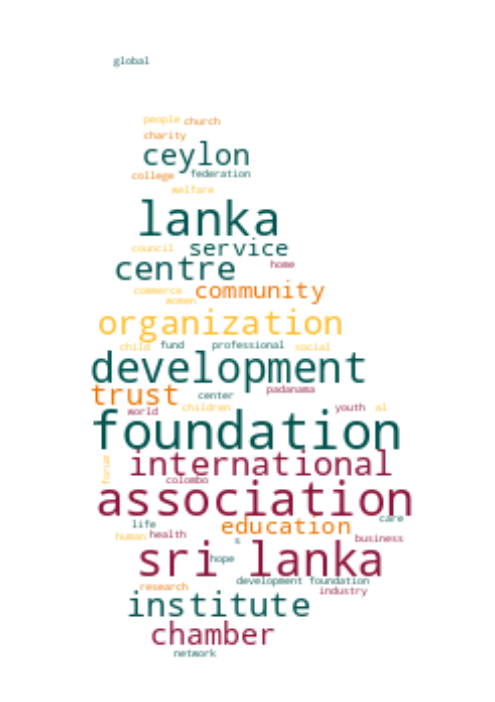 global
people church
charity
ceylon
college federation
welfare
lanka
council service
centre home
commerce community
women
organization
child fund professional social
development
trust center padanama
world children youth al
foundation
forum international
colombo
association
life education care
human health s business
sri lanka
hope
development foundation
research industry
institute
chamber
network